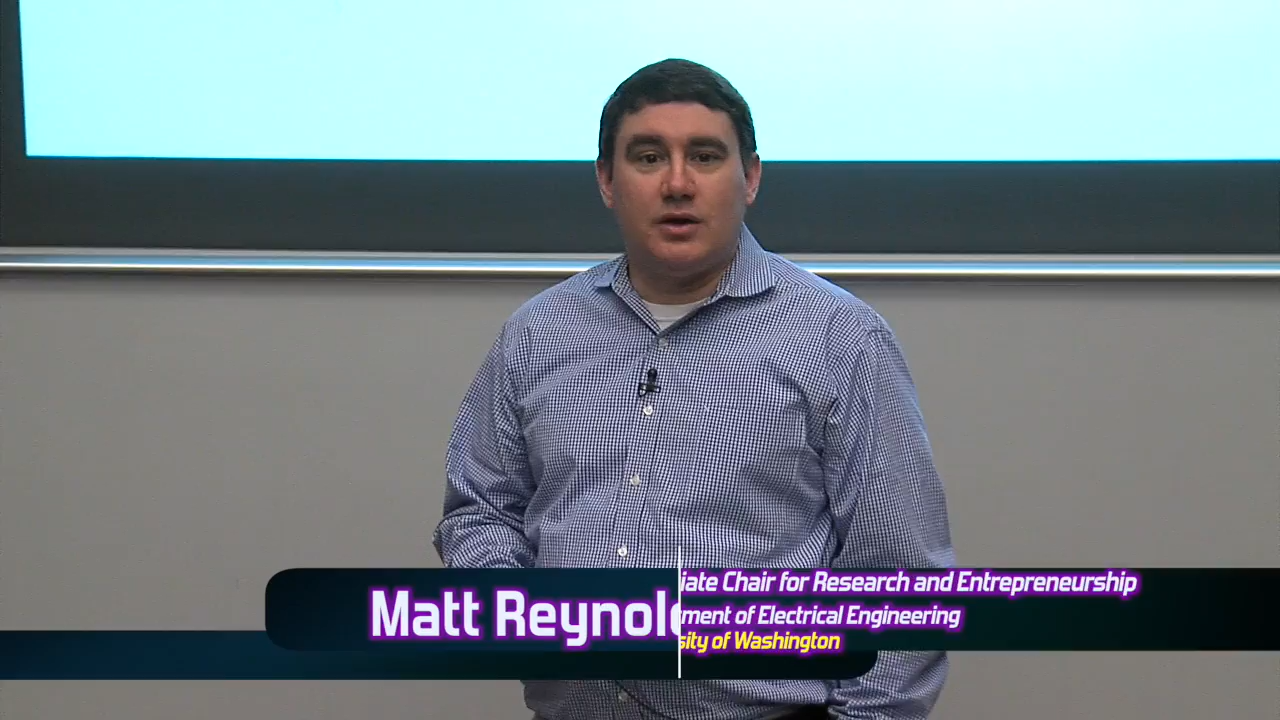 Matt Reynol
iate Chair for Research and Entrepreneurship
ment of Electrical Engineering
sity of Washington